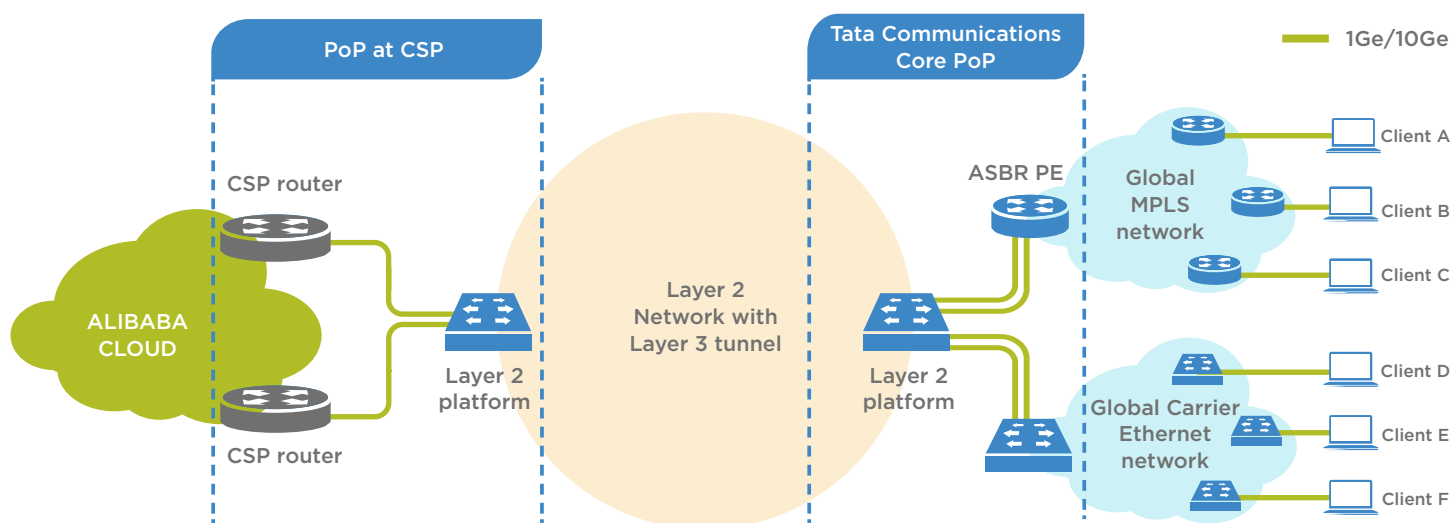 PoP at CSP
Tata Communications
Core PoP
1Ge/10Ge
CSP router
ALIBABA
CLOUD
CSP router
Layer 2
platform
Layer 2
Network with
Layer 3 tunnel
Layer 2
platform
ASBR PE
Global
MPLS
network
Client A
Client B
Client C
Global Carrier
Ethernet
network
Client D
Client E
Client F